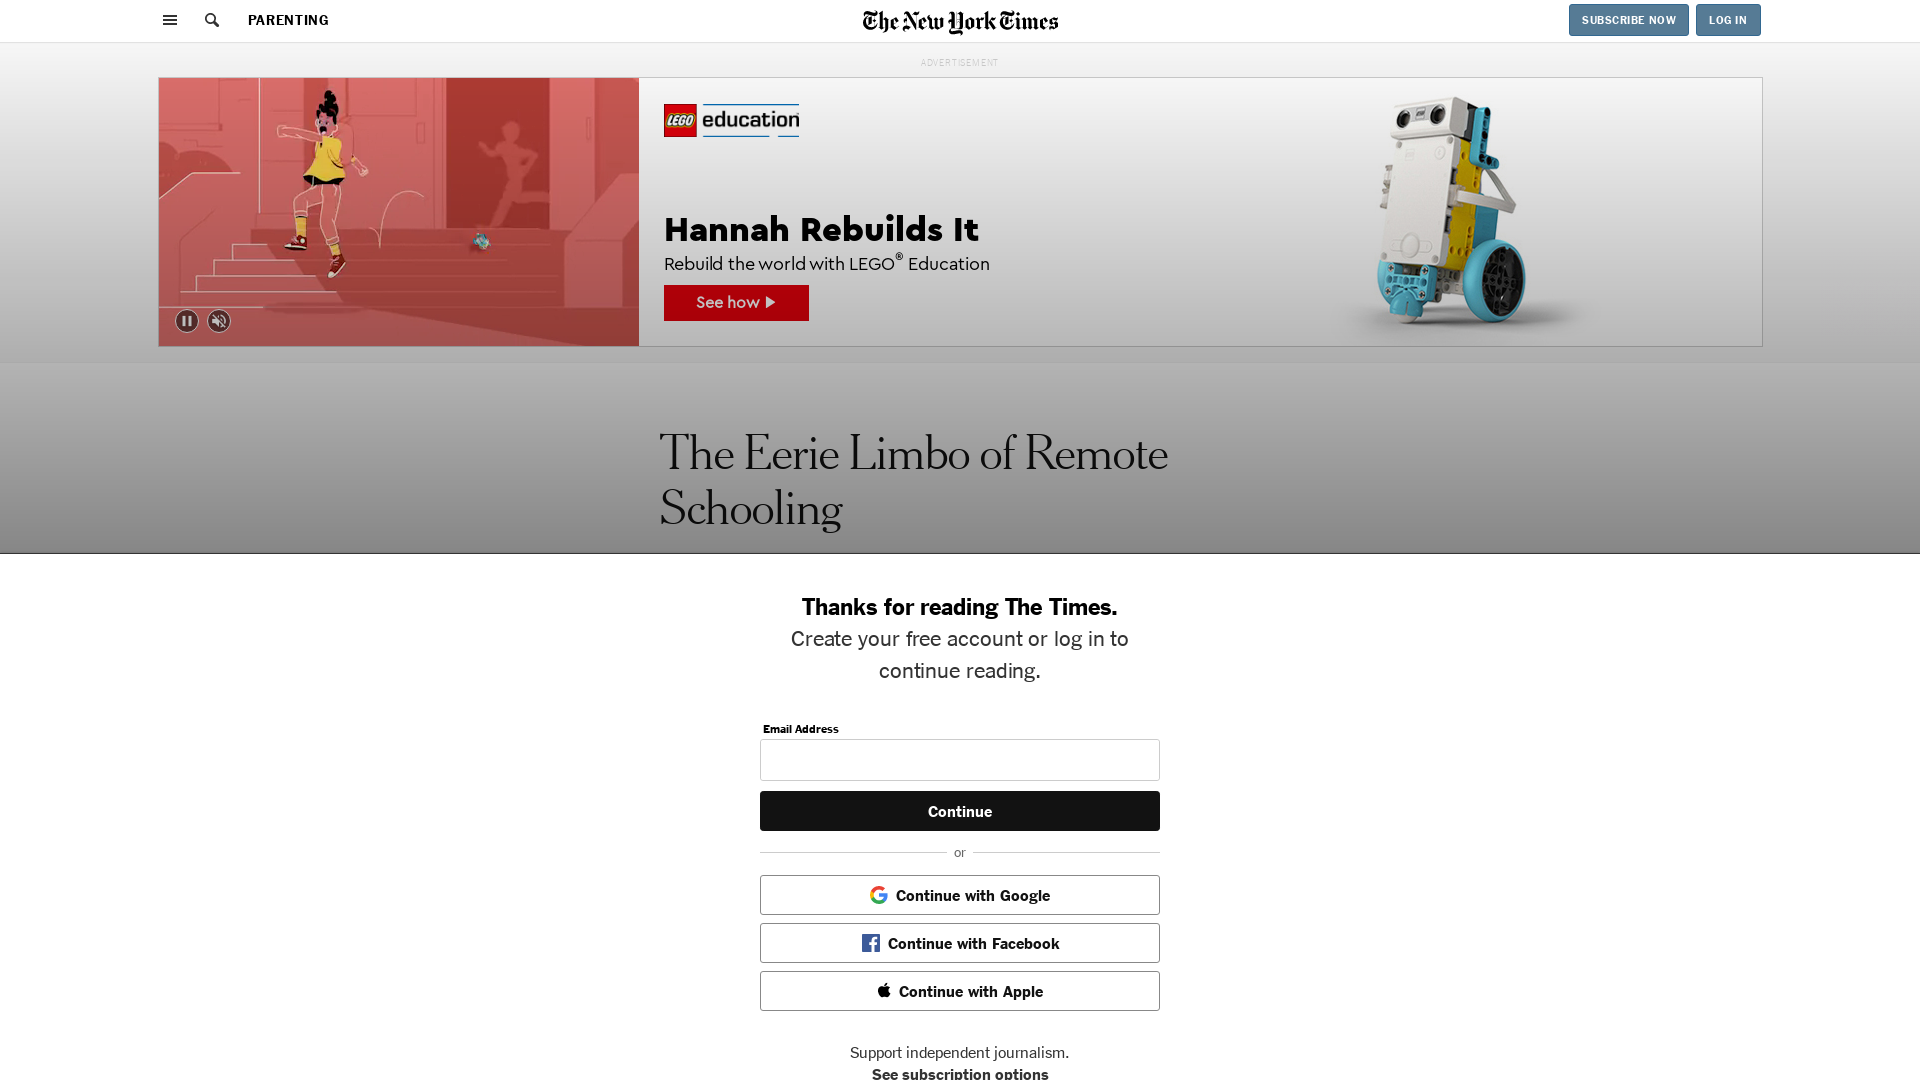 PARENTING
The New York Times
SUBSCRIBE NOW
LOG IN
ADVERTISEMENT
LEGO education
Hannah Rebuilds It
Rebuild the world with LEGO® Education
See how
The Eerie Limbo of Remote
Schooling
Thanks for reading The Times.
Create your free account or log in to
continue reading.
Email Address
Continue
or
Continue with Google
Continue with Facebook
Continue with Apple
Support independent journalism.
See subscription options